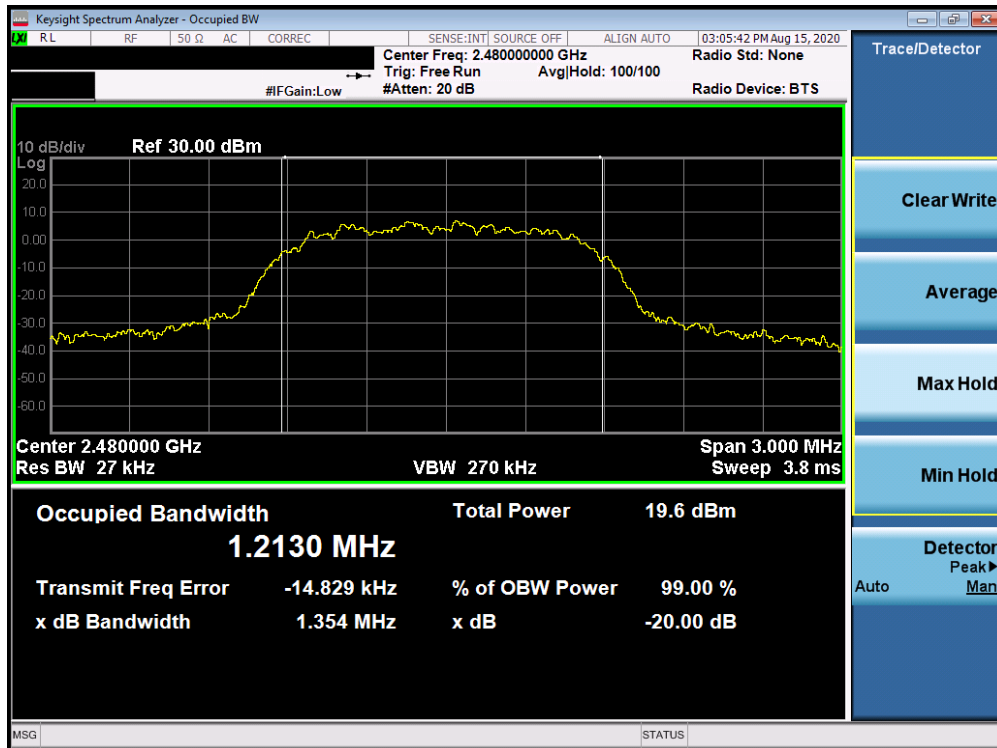 Keysight Spectrum Analyzer - Occupied BW
LXI RL RF 50 Ω AC CORREC SENSE:INT SOURCE OFF ALIGN AUTO 03:05:42 PM Aug 15, 2020
Center Freq: 2.480000000 GHz Radio Std: None
Trig: Free Run Avg|Hold: 100/100
#IFGain:Low #Atten: 20 dB Radio Device: BTS
10 dB/div Ref 30.00 dBm
Log
20.0
10.0
0.00
-10.0
-20.0
-30.0
-40.0
-50.0
-60.0
Center 2.480000 GHz Span 3.000 MHz
Res BW 27 kHz VBW 270 kHz Sweep 3.8 ms
Occupied Bandwidth Total Power 19.6 dBm
1.2130 MHz
Transmit Freq Error -14.829 kHz % of OBW Power 99.00 %
x dB Bandwidth 1.354 MHz x dB -20.00 dB
MSG STATUS
Trace/Detector
Clear Write
Average
Max Hold
Min Hold
Detector
Peak▶
Auto Man